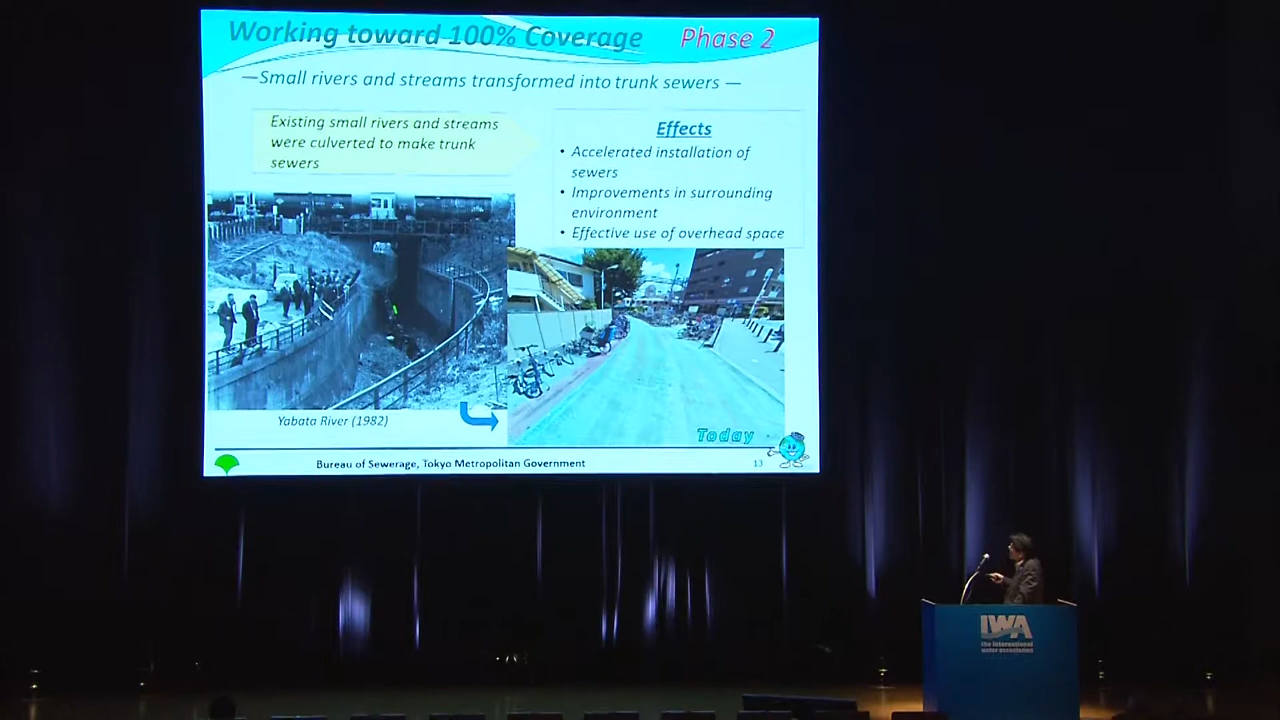 Working toward 100% Coverage Phase 2
—Small rivers and streams transformed into trunk sewers —
Existing small rivers and streams
were culverted to make trunk
sewers
Effects
• Accelerated installation of
sewers
• Improvements in surrounding
environment
• Effective use of overhead space
Yabata River (1982)
Today
Bureau of Sewerage, Tokyo Metropolitan Government
13
IWA
the international
water association